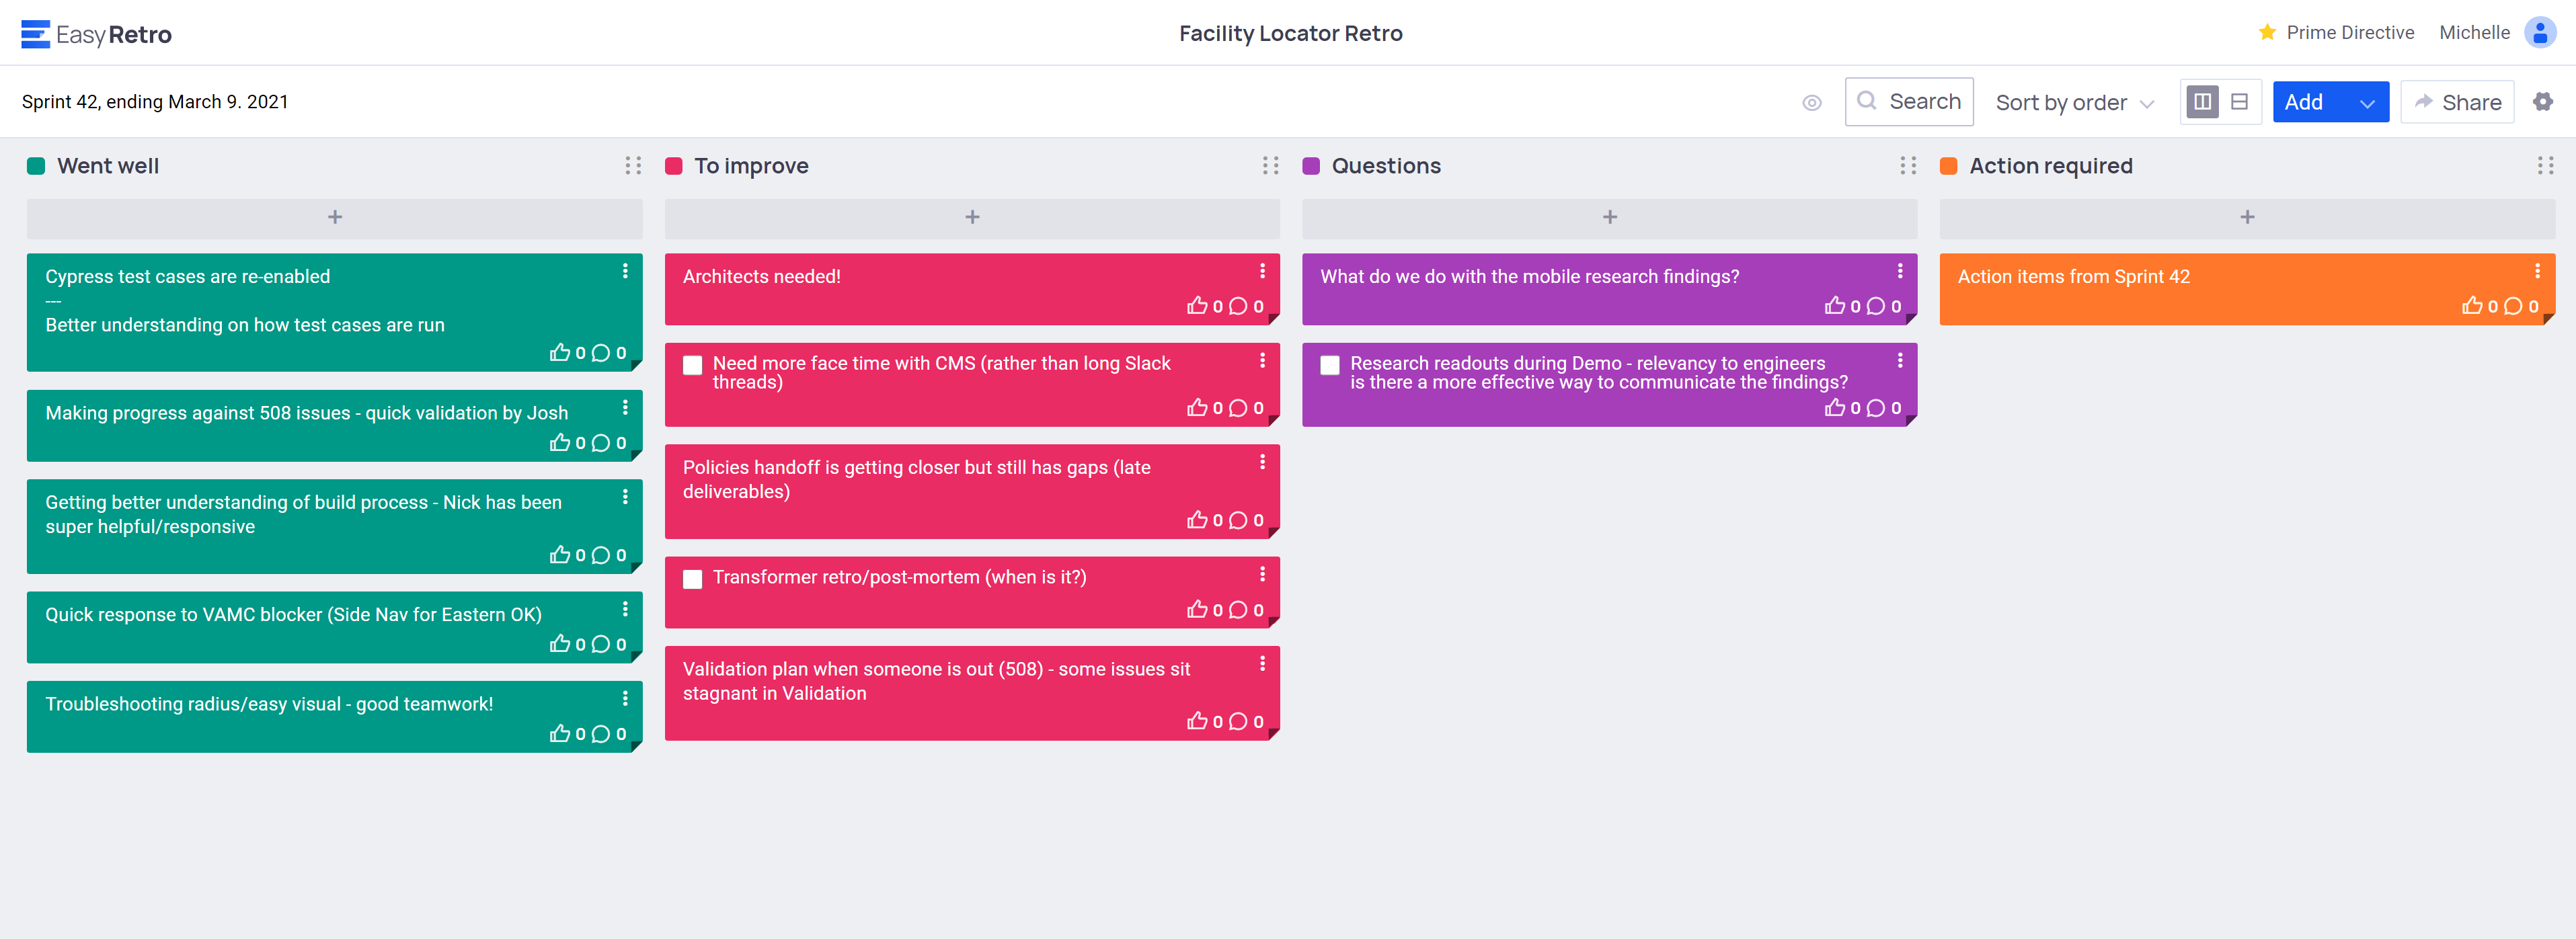 EasyRetro
Facility Locator Retro
Prime Directive
Michelle
Sprint 42, ending March 9. 2021
Search
Sort by order
Add
Share
Went well
+
Cypress test cases are re-enabled
---
Better understanding on how test cases are run
0 0
Making progress against 508 issues - quick validation by Josh
0 0
Getting better understanding of build process - Nick has been
super helpful/responsive
0 0
Quick response to VAMC blocker (Side Nav for Eastern OK)
0 0
Troubleshooting radius/easy visual - good teamwork!
0 0
To improve
+
Architects needed!
0 0
Need more face time with CMS (rather than long Slack
threads)
0 0
Policies handoff is getting closer but still has gaps (late
deliverables)
0 0
Transformer retro/post-mortem (when is it?)
0 0
Validation plan when someone is out (508) - some issues sit
stagnant in Validation
0 0
Questions
+
What do we do with the mobile research findings?
0 0
Research readouts during Demo - relevancy to engineers
is there a more effective way to communicate the findings?
0 0
Action required
+
Action items from Sprint 42
0 0